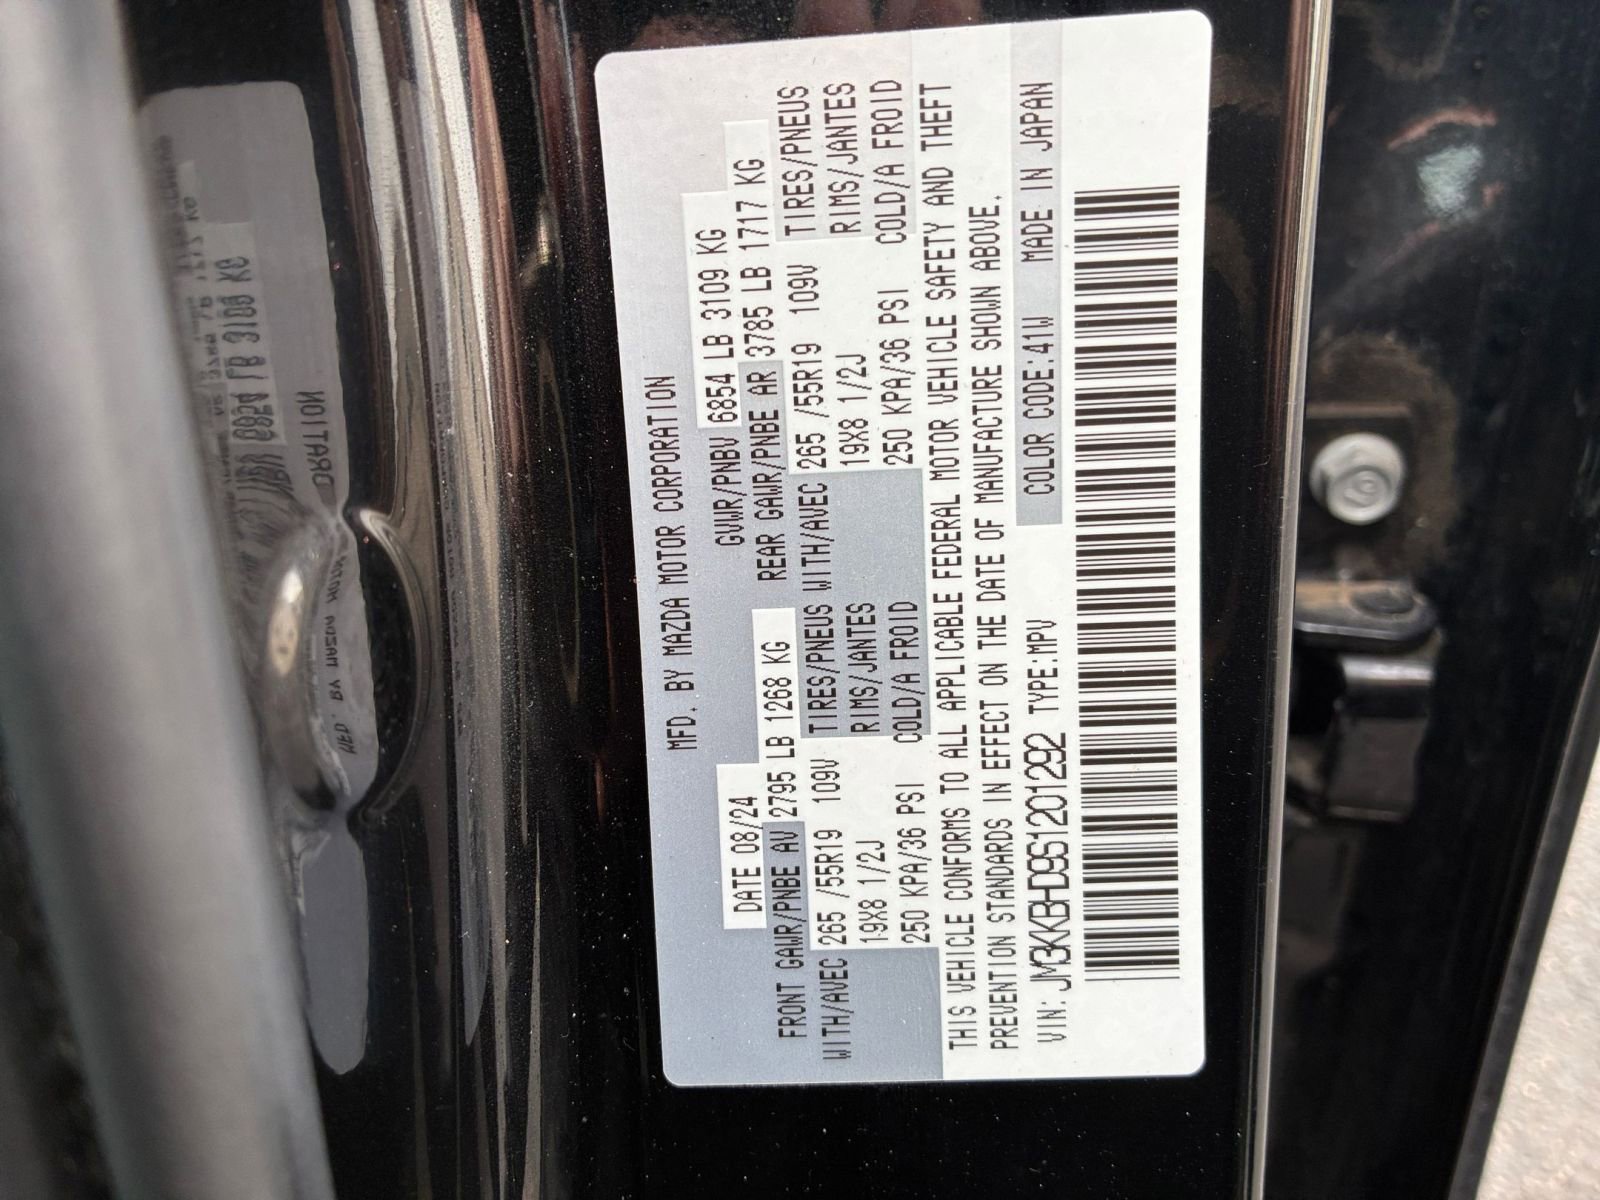 MFD. BY MAZDA MOTOR CORPORATION
DATE 08/24 GVWR/PNBV 6854 LB 3109 KG
FRONT GAWR/PNBE AV 2795 LB 1268 KG REAR GAWR/PNBE AR 3785 LB 1717 KG
WITH/AVEC 265 /55R19 109V TIRES/PNEUS WITH/AVEC 265 /55R19 109V TIRES/PNEUS
19X8 1/2J RIMS/JANTES 19X8 1/2J RIMS/JANTES
250 KPA/36 PSI COLD/A FROID 250 KPA/36 PSI COLD/A FROID
THIS VEHICLE CONFORMS TO ALL APPLICABLE FEDERAL MOTOR VEHICLE SAFETY AND THEFT
PREVENTION STANDARDS IN EFFECT ON THE DATE OF MANUFACTURE SHOWN ABOVE.
VIN: JM3KKBHD9S1201292 TYPE:MPV COLOR CODE:41W MADE IN JAPAN